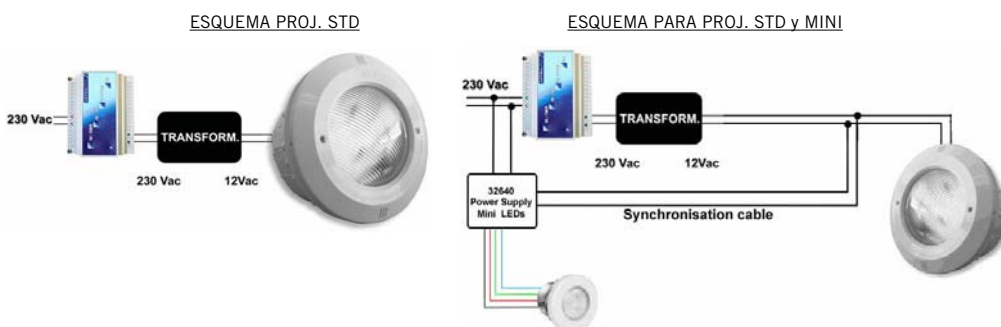 ESQUEMA PROJ. STD
230 Vac
TRANSFORM.
230 Vac 12Vac
ESQUEMA PARA PROJ. STD y MINI
230 Vac
TRANSFORM.
230 Vac 12Vac
32640
Power Supply
Mini LEDs
Synchronisation cable